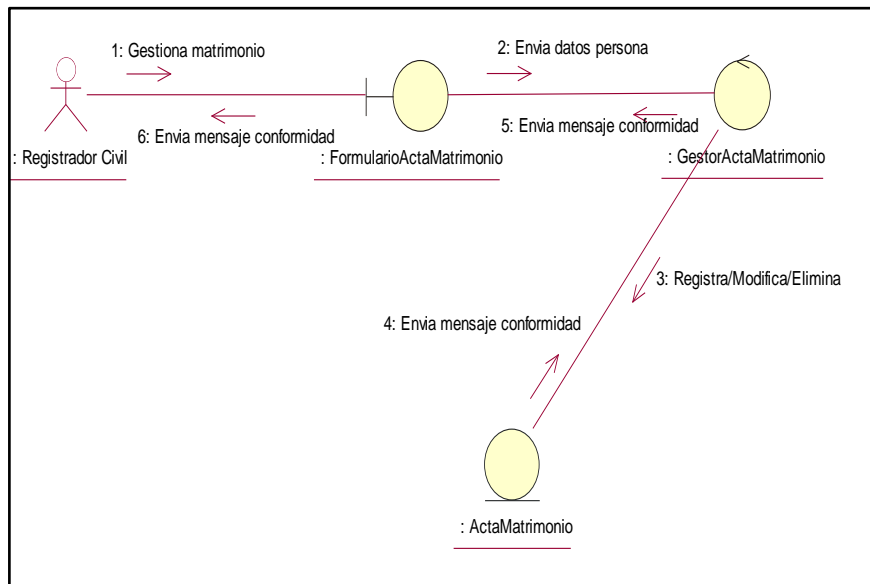 1: Gestiona matrimonio
2: Envia datos persona
6: Envia mensaje conformidad
5: Envia mensaje conformidad
: Registrador Civil
: FormularioActaMatrimonio
: GestorActaMatrimonio
3: Registra/Modifica/Elimina
4: Envia mensaje conformidad
: ActaMatrimonio